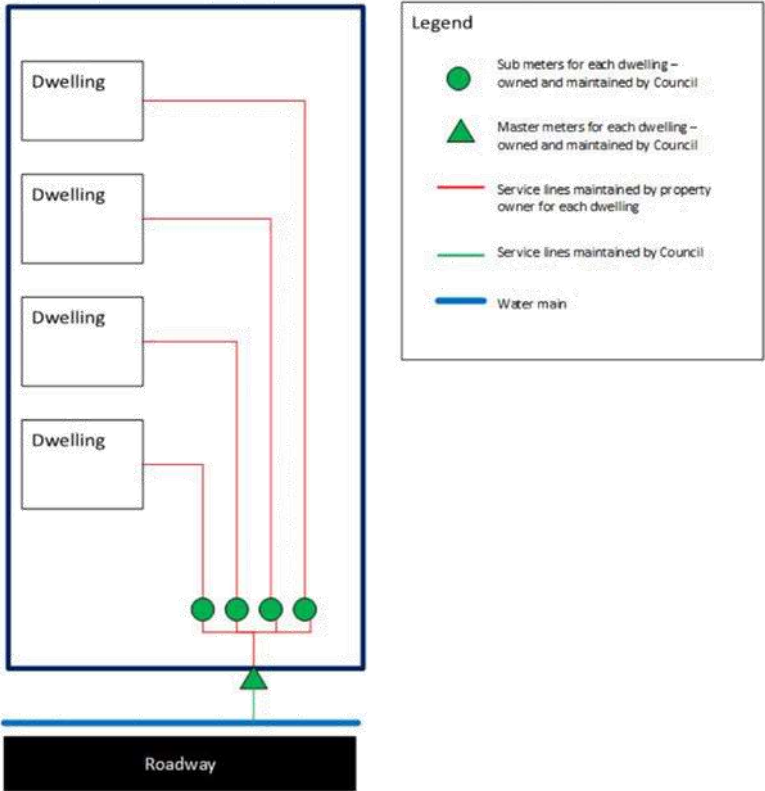 Dwelling
Dwelling
Dwelling
Dwelling
Roadway
Legend
Sub meters for each dwelling –
owned and maintained by Council
Master meters for each dwelling –
owned and maintained by Council
Service lines maintained by property
owner for each dwelling
Service lines maintained by Council
Water main